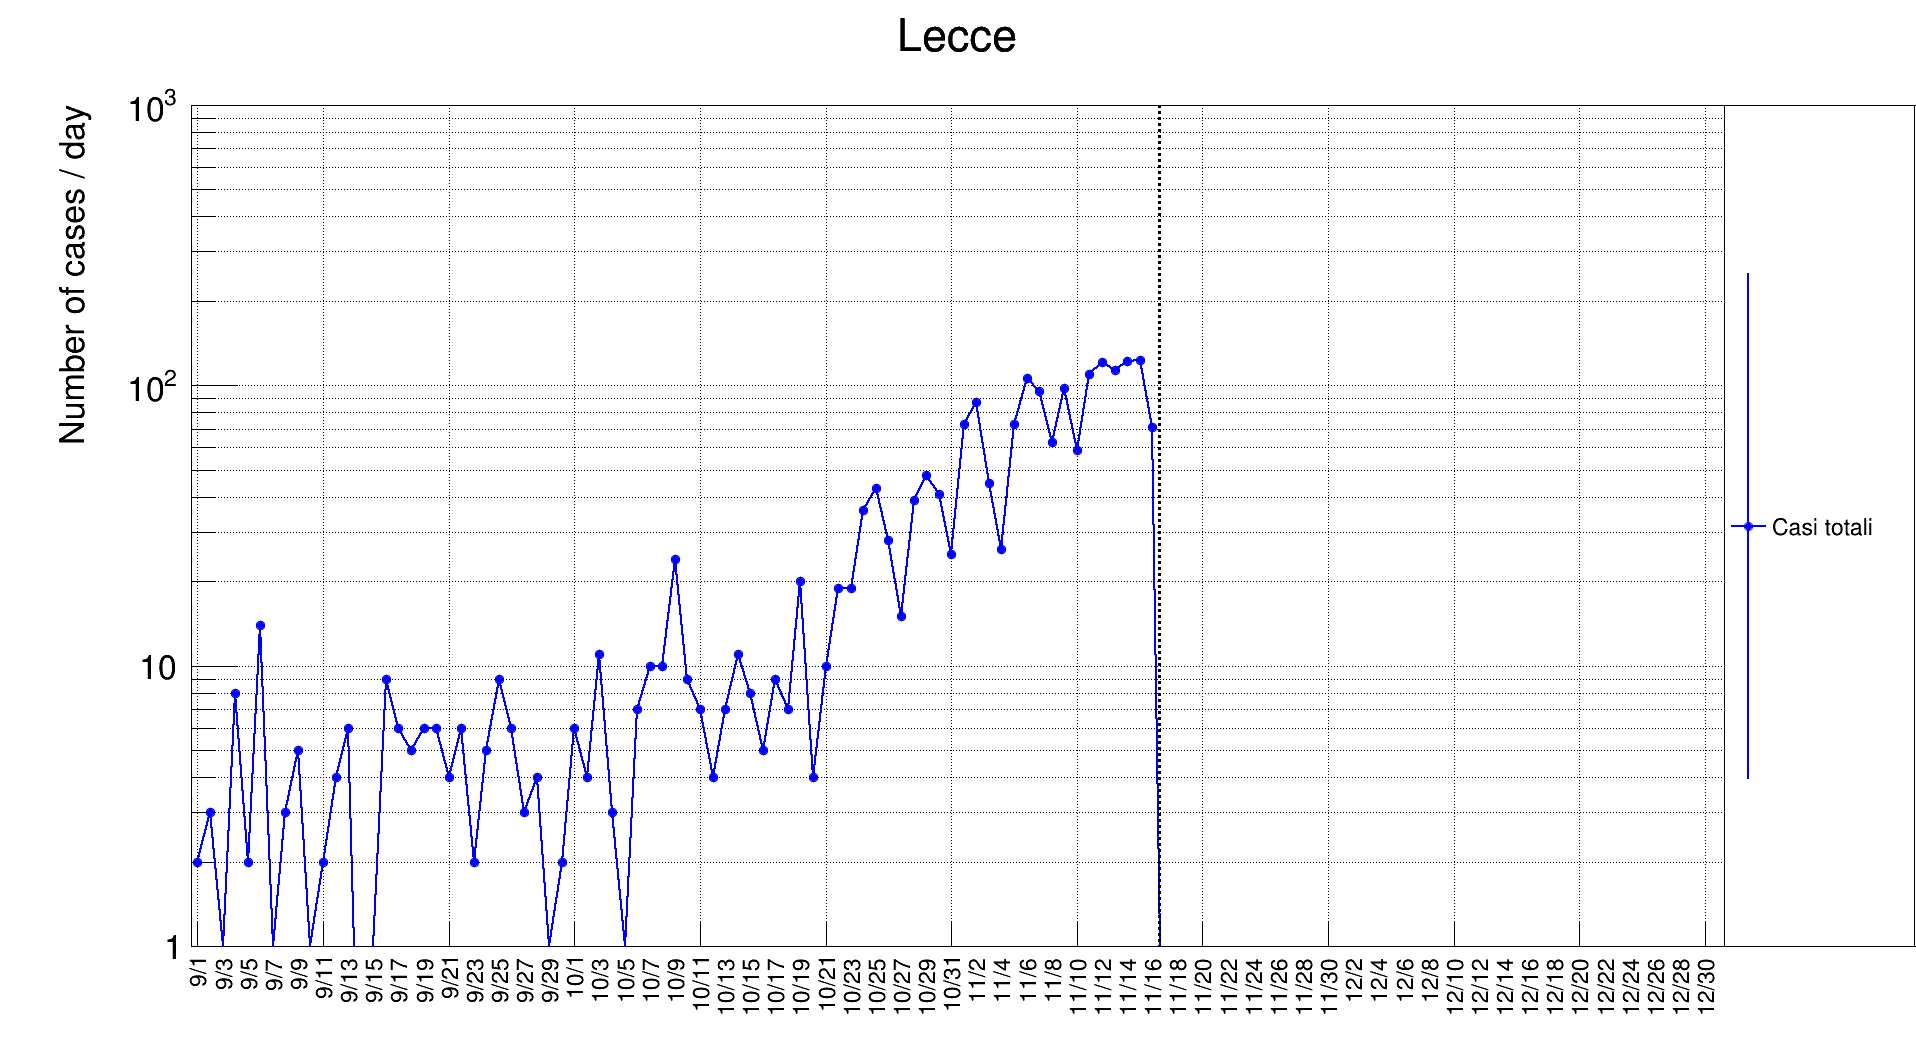 Lecce
Number of cases / day
10³
10²
10
1
9/1 9/3 9/5 9/7 9/9 9/11 9/13 9/15 9/17 9/19 9/21 9/23 9/25 9/27 9/29 10/1 10/3 10/5 10/7 10/9 10/11 10/13 10/15 10/17 10/19 10/21 10/23 10/25 10/27 10/29 10/31 11/2 11/4 11/6 11/8 11/10 11/12 11/14 11/16 11/18 11/20 11/22 11/24 11/26 11/28 11/30 12/2 12/4 12/6 12/8 12/10 12/12 12/14 12/16 12/18 12/20 12/22 12/24 12/26 12/28 12/30
Casi totali